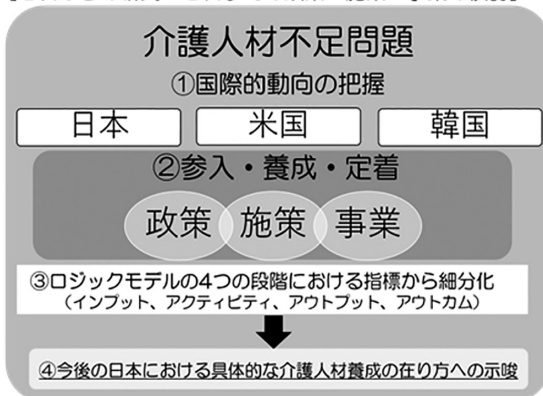 介護人材不足問題
①国際的動向の把握
日本 米国 韓国
②参入・養成・定着
政策 施策 事業
③ロジックモデルの4つの段階における指標から細分化
（インプット、アクティビティ、アウトプット、アウトカム）
④今後の日本における具体的な介護人材養成の在り方への示唆